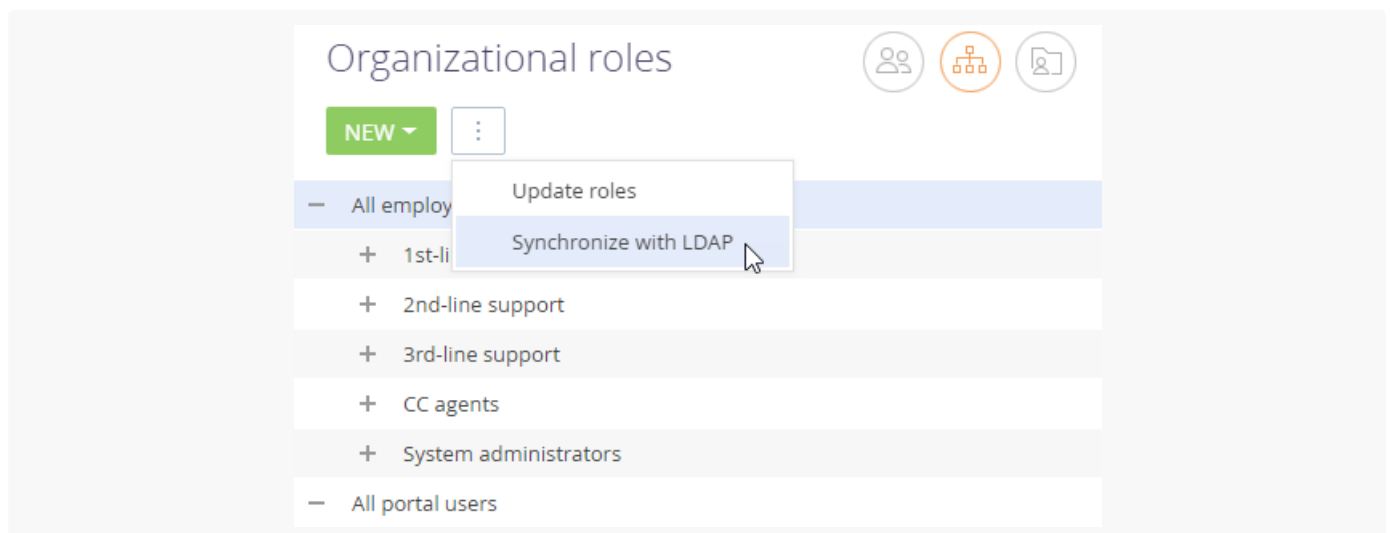 Organizational roles
NEW
Update roles
All employ
Synchronize with LDAP
1st-li
2nd-line support
3rd-line support
CC agents
System administrators
All portal users